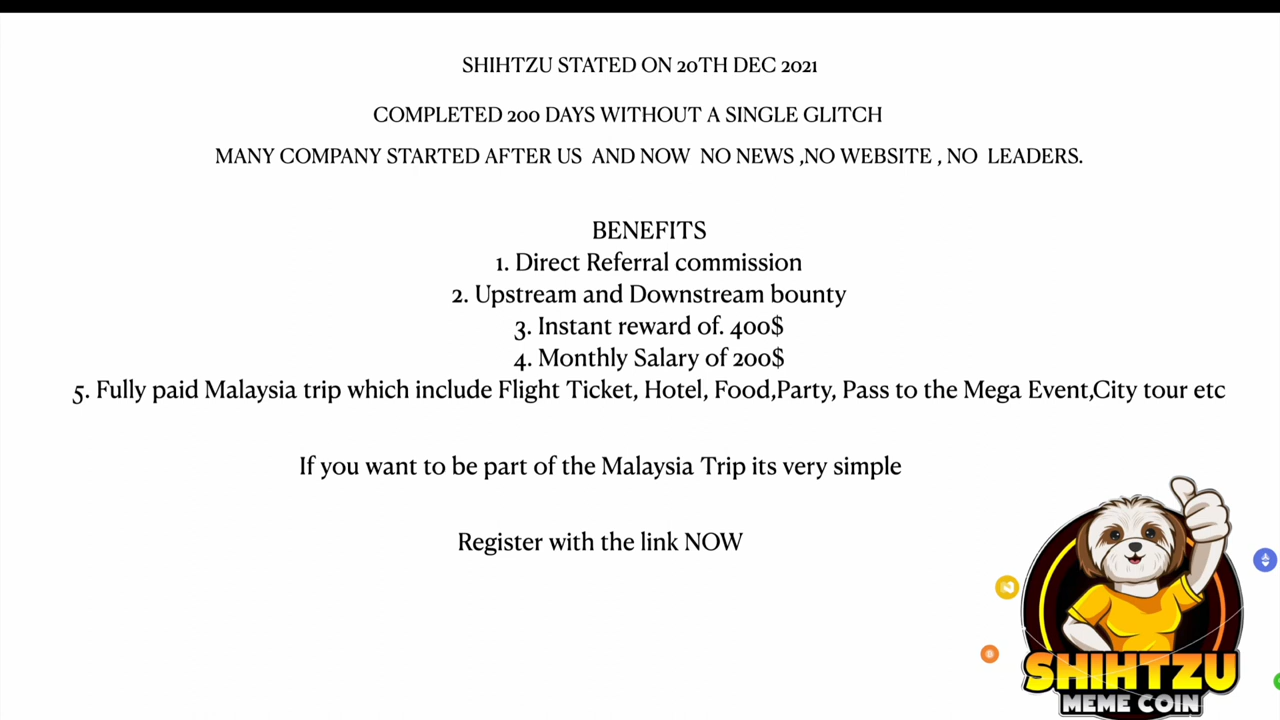 SHIHTZU STATED ON 20TH DEC 2021
COMPLETED 200 DAYS WITHOUT A SINGLE GLITCH
MANY COMPANY STARTED AFTER US AND NOW NO NEWS ,NO WEBSITE , NO LEADERS.
BENEFITS
1. Direct Referral commission
2. Upstream and Downstream bounty
3. Instant reward of. 400$
4. Monthly Salary of 200$
5. Fully paid Malaysia trip which include Flight Ticket, Hotel, Food,Party, Pass to the Mega Event,City tour etc
If you want to be part of the Malaysia Trip its very simple
Register with the link NOW
SHIHTZU
MEME COIN